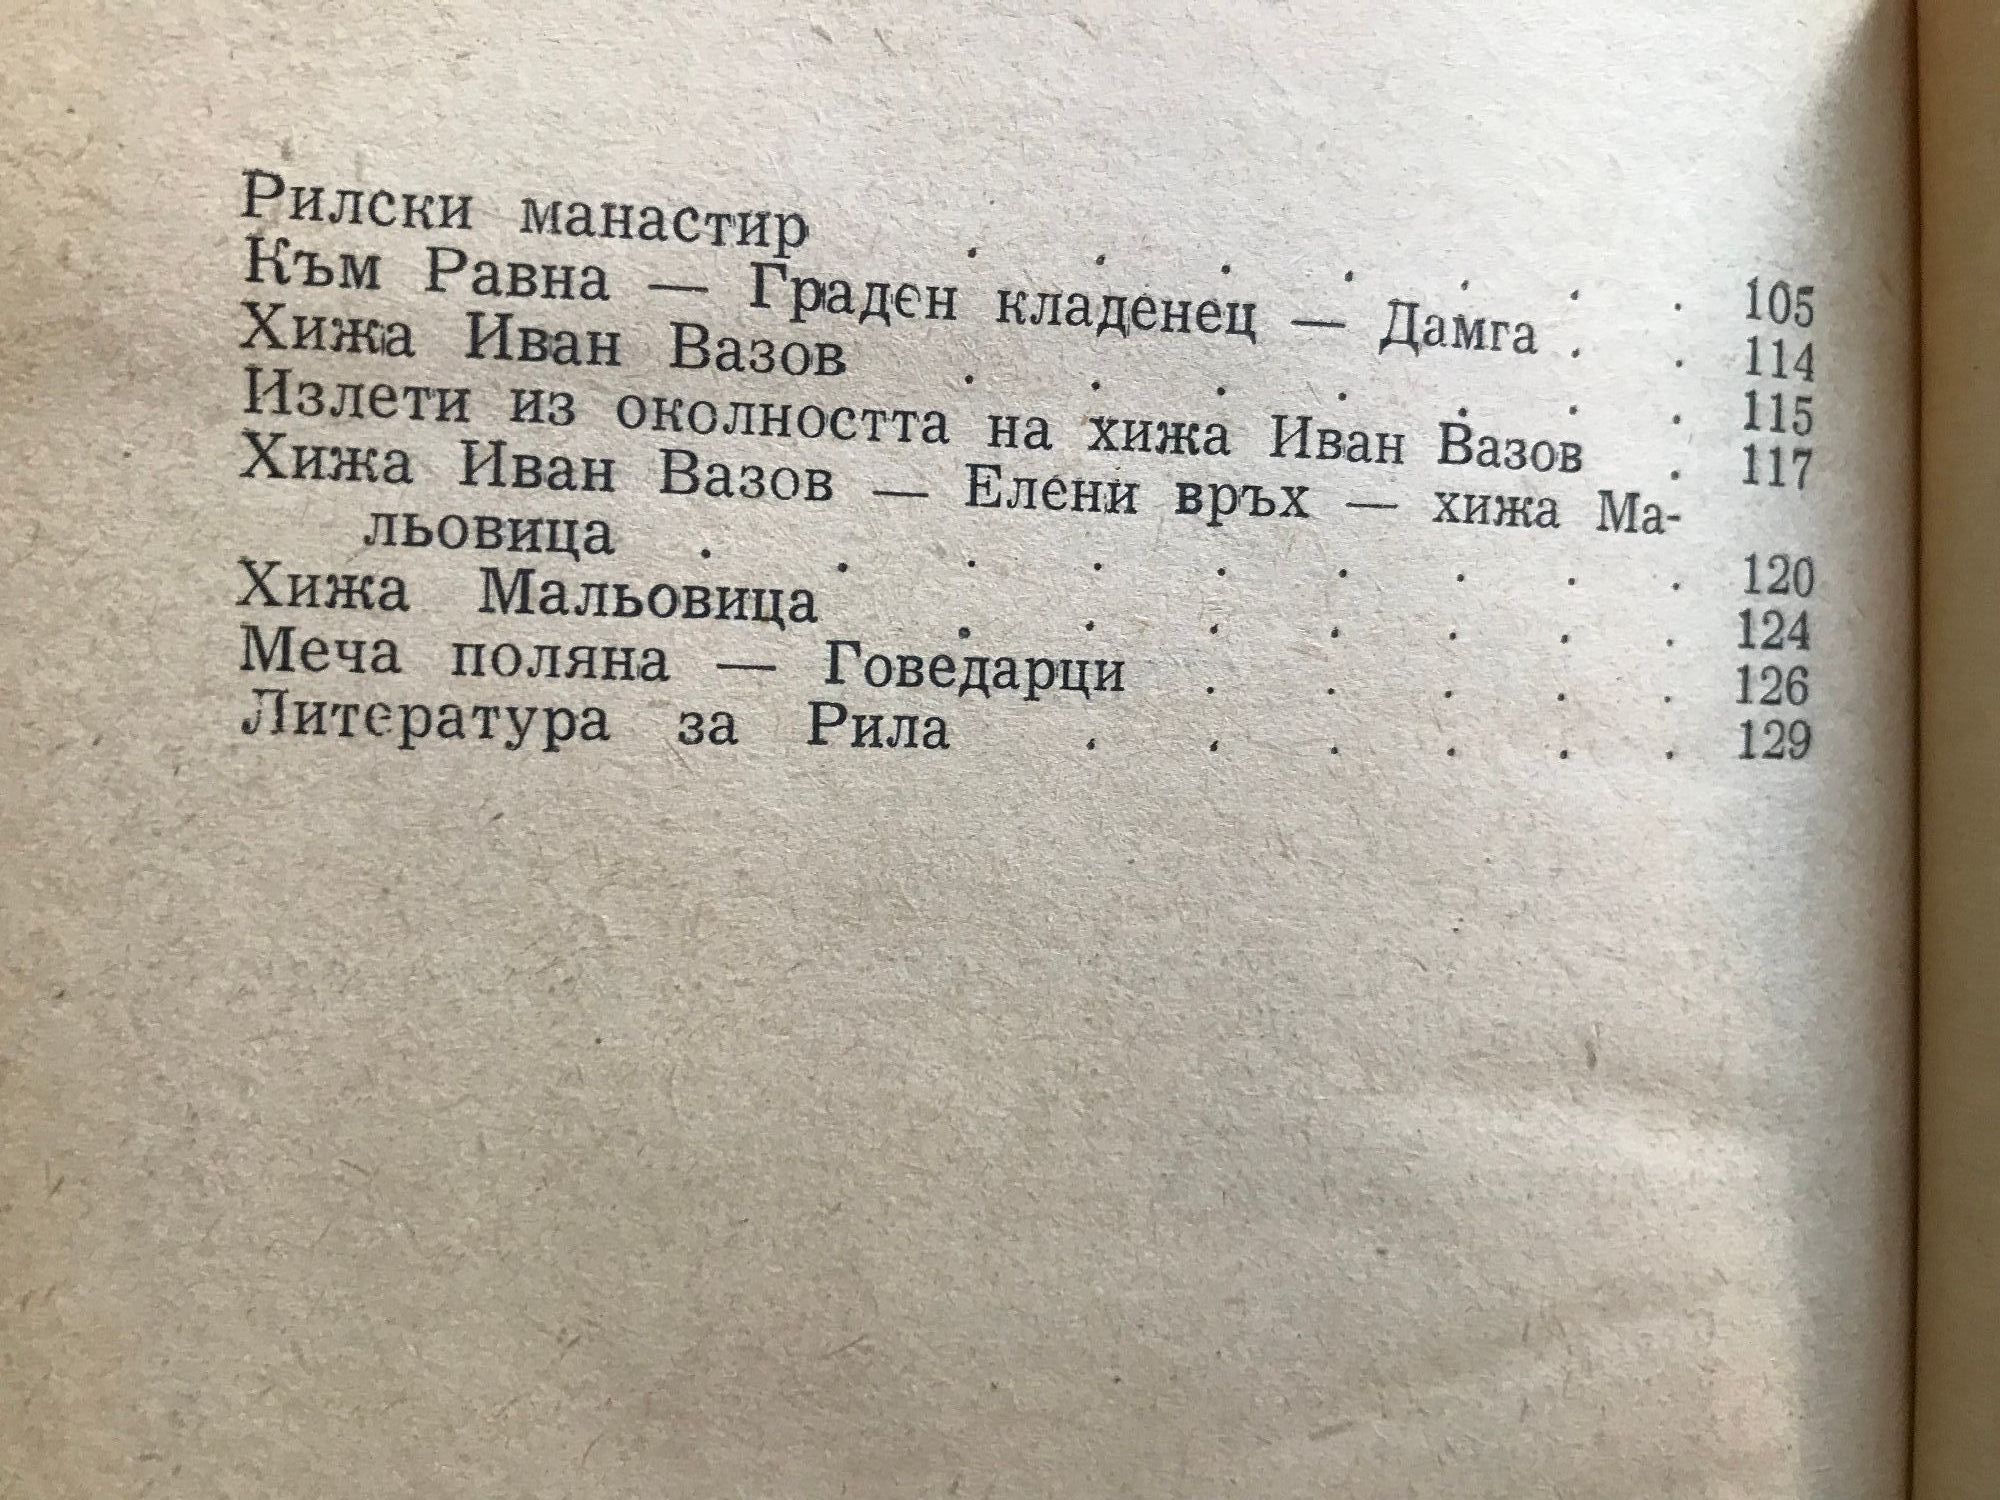 Рилски манастир . . . . . . . 105
Към Равна — Граден кладенец — Дамга . . 114
Хижа Иван Вазов . . . . . . . 115
Излети из околността на хижа Иван Вазов . 117
Хижа Иван Вазов — Елени връх — хижа Ма-
льовица . . . . . . . . . 120
Хижа Мальовица . . . . . . . 124
Меча поляна — Говедарци . . . . . 126
Литература за Рила . . . . . . 129